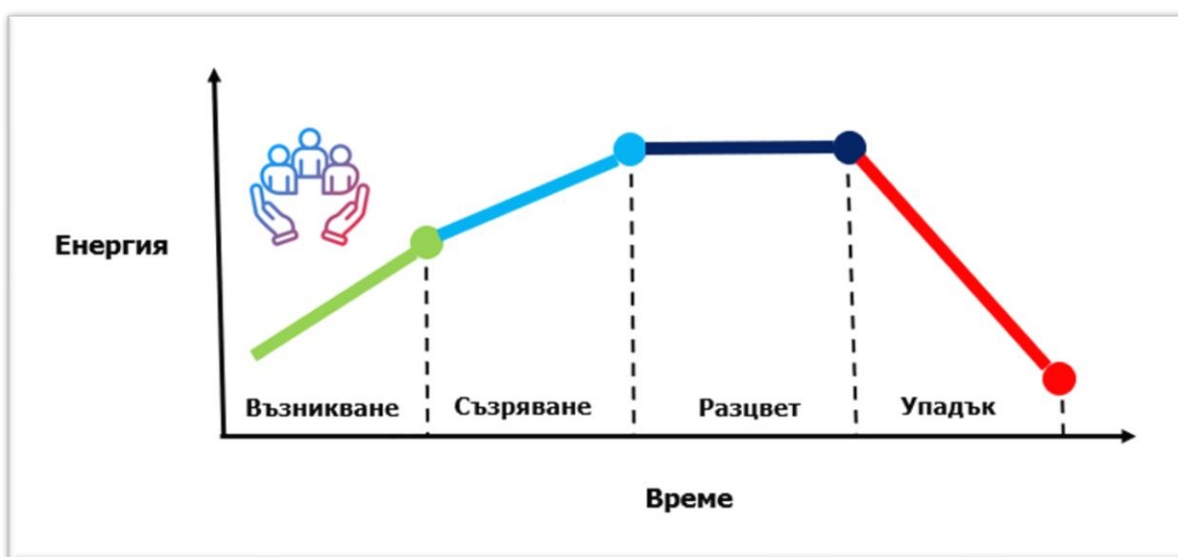 Енергия
Възникване
Съзряване
Разцвет
Упадък
Време